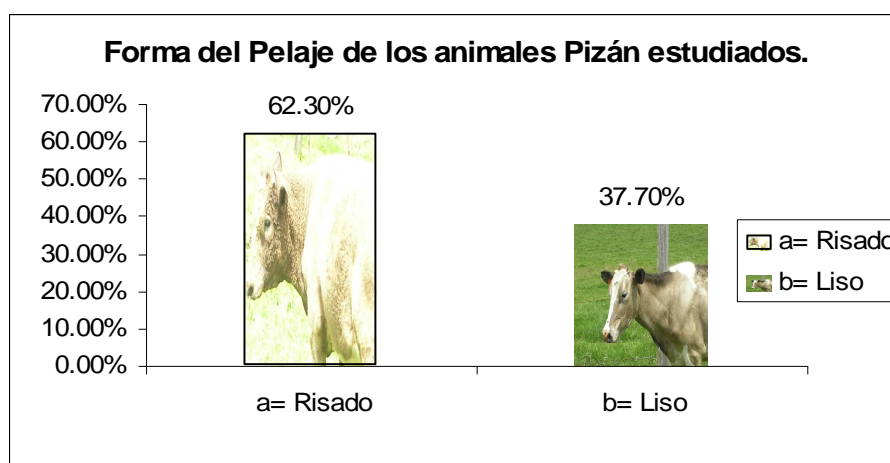 Forma del Pelaje de los animales Pizán estudiados.
70.00%
60.00%
50.00%
40.00%
30.00%
20.00%
10.00%
0.00%
62.30%
37.70%
a= Risado
b= Liso
a= Risado
b= Liso